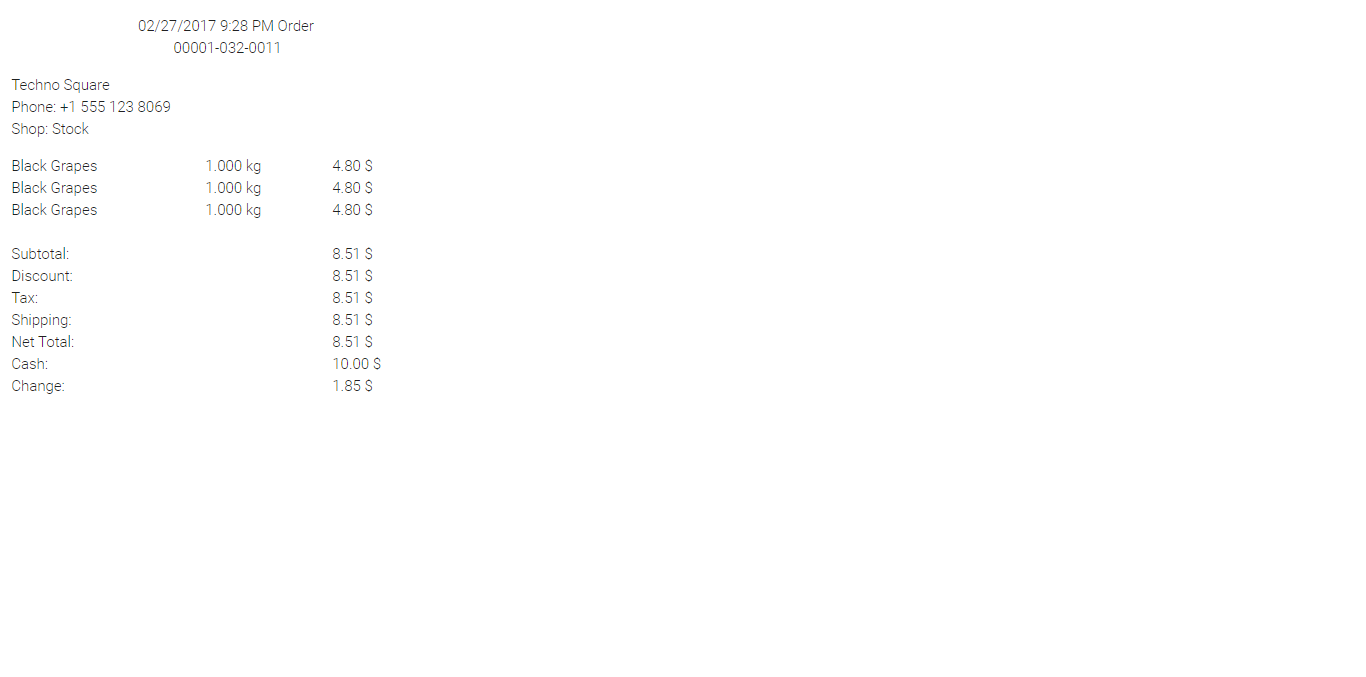 02/27/2017 9:28 PM Order
00001-032-0011
Techno Square
Phone: +1 555 123 8069
Shop: Stock
Black Grapes 1.000 kg 4.80 $
Black Grapes 1.000 kg 4.80 $
Black Grapes 1.000 kg 4.80 $
Subtotal: 8.51 $
Discount: 8.51 $
Tax: 8.51 $
Shipping: 8.51 $
Net Total: 8.51 $
Cash: 10.00 $
Change: 1.85 $